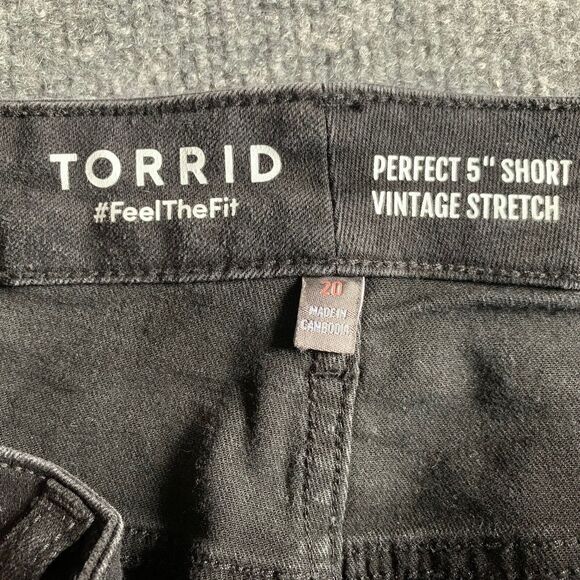 TORRID
#FeelTheFit
PERFECT 5" SHORT
VINTAGE STRETCH
20
MADE IN
CAMBODIA